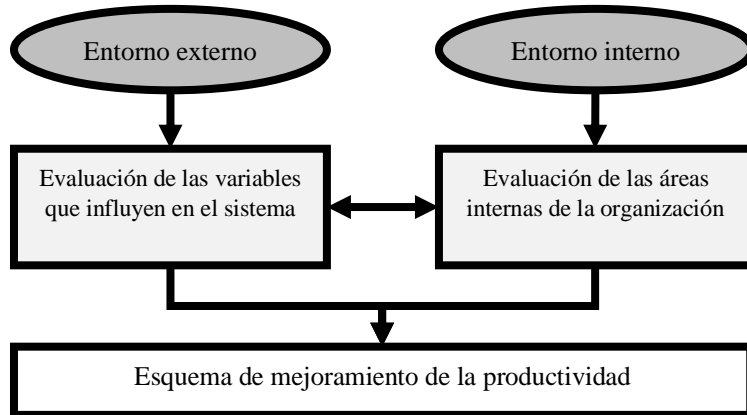 Entorno externo
Entorno interno
Evaluación de las variables
que influyen en el sistema
Evaluación de las áreas
internas de la organización
Esquema de mejoramiento de la productividad